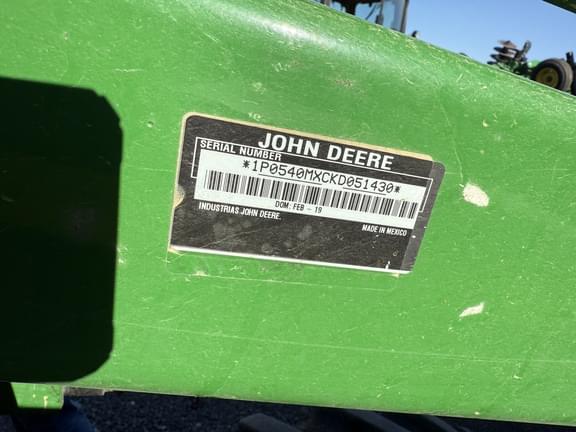 JOHN DEERE
SERIAL NUMBER
*1P0540MXCKD051430*
DOM: FEB - 19
INDUSTRIAS JOHN DEERE.
MADE IN MEXICO